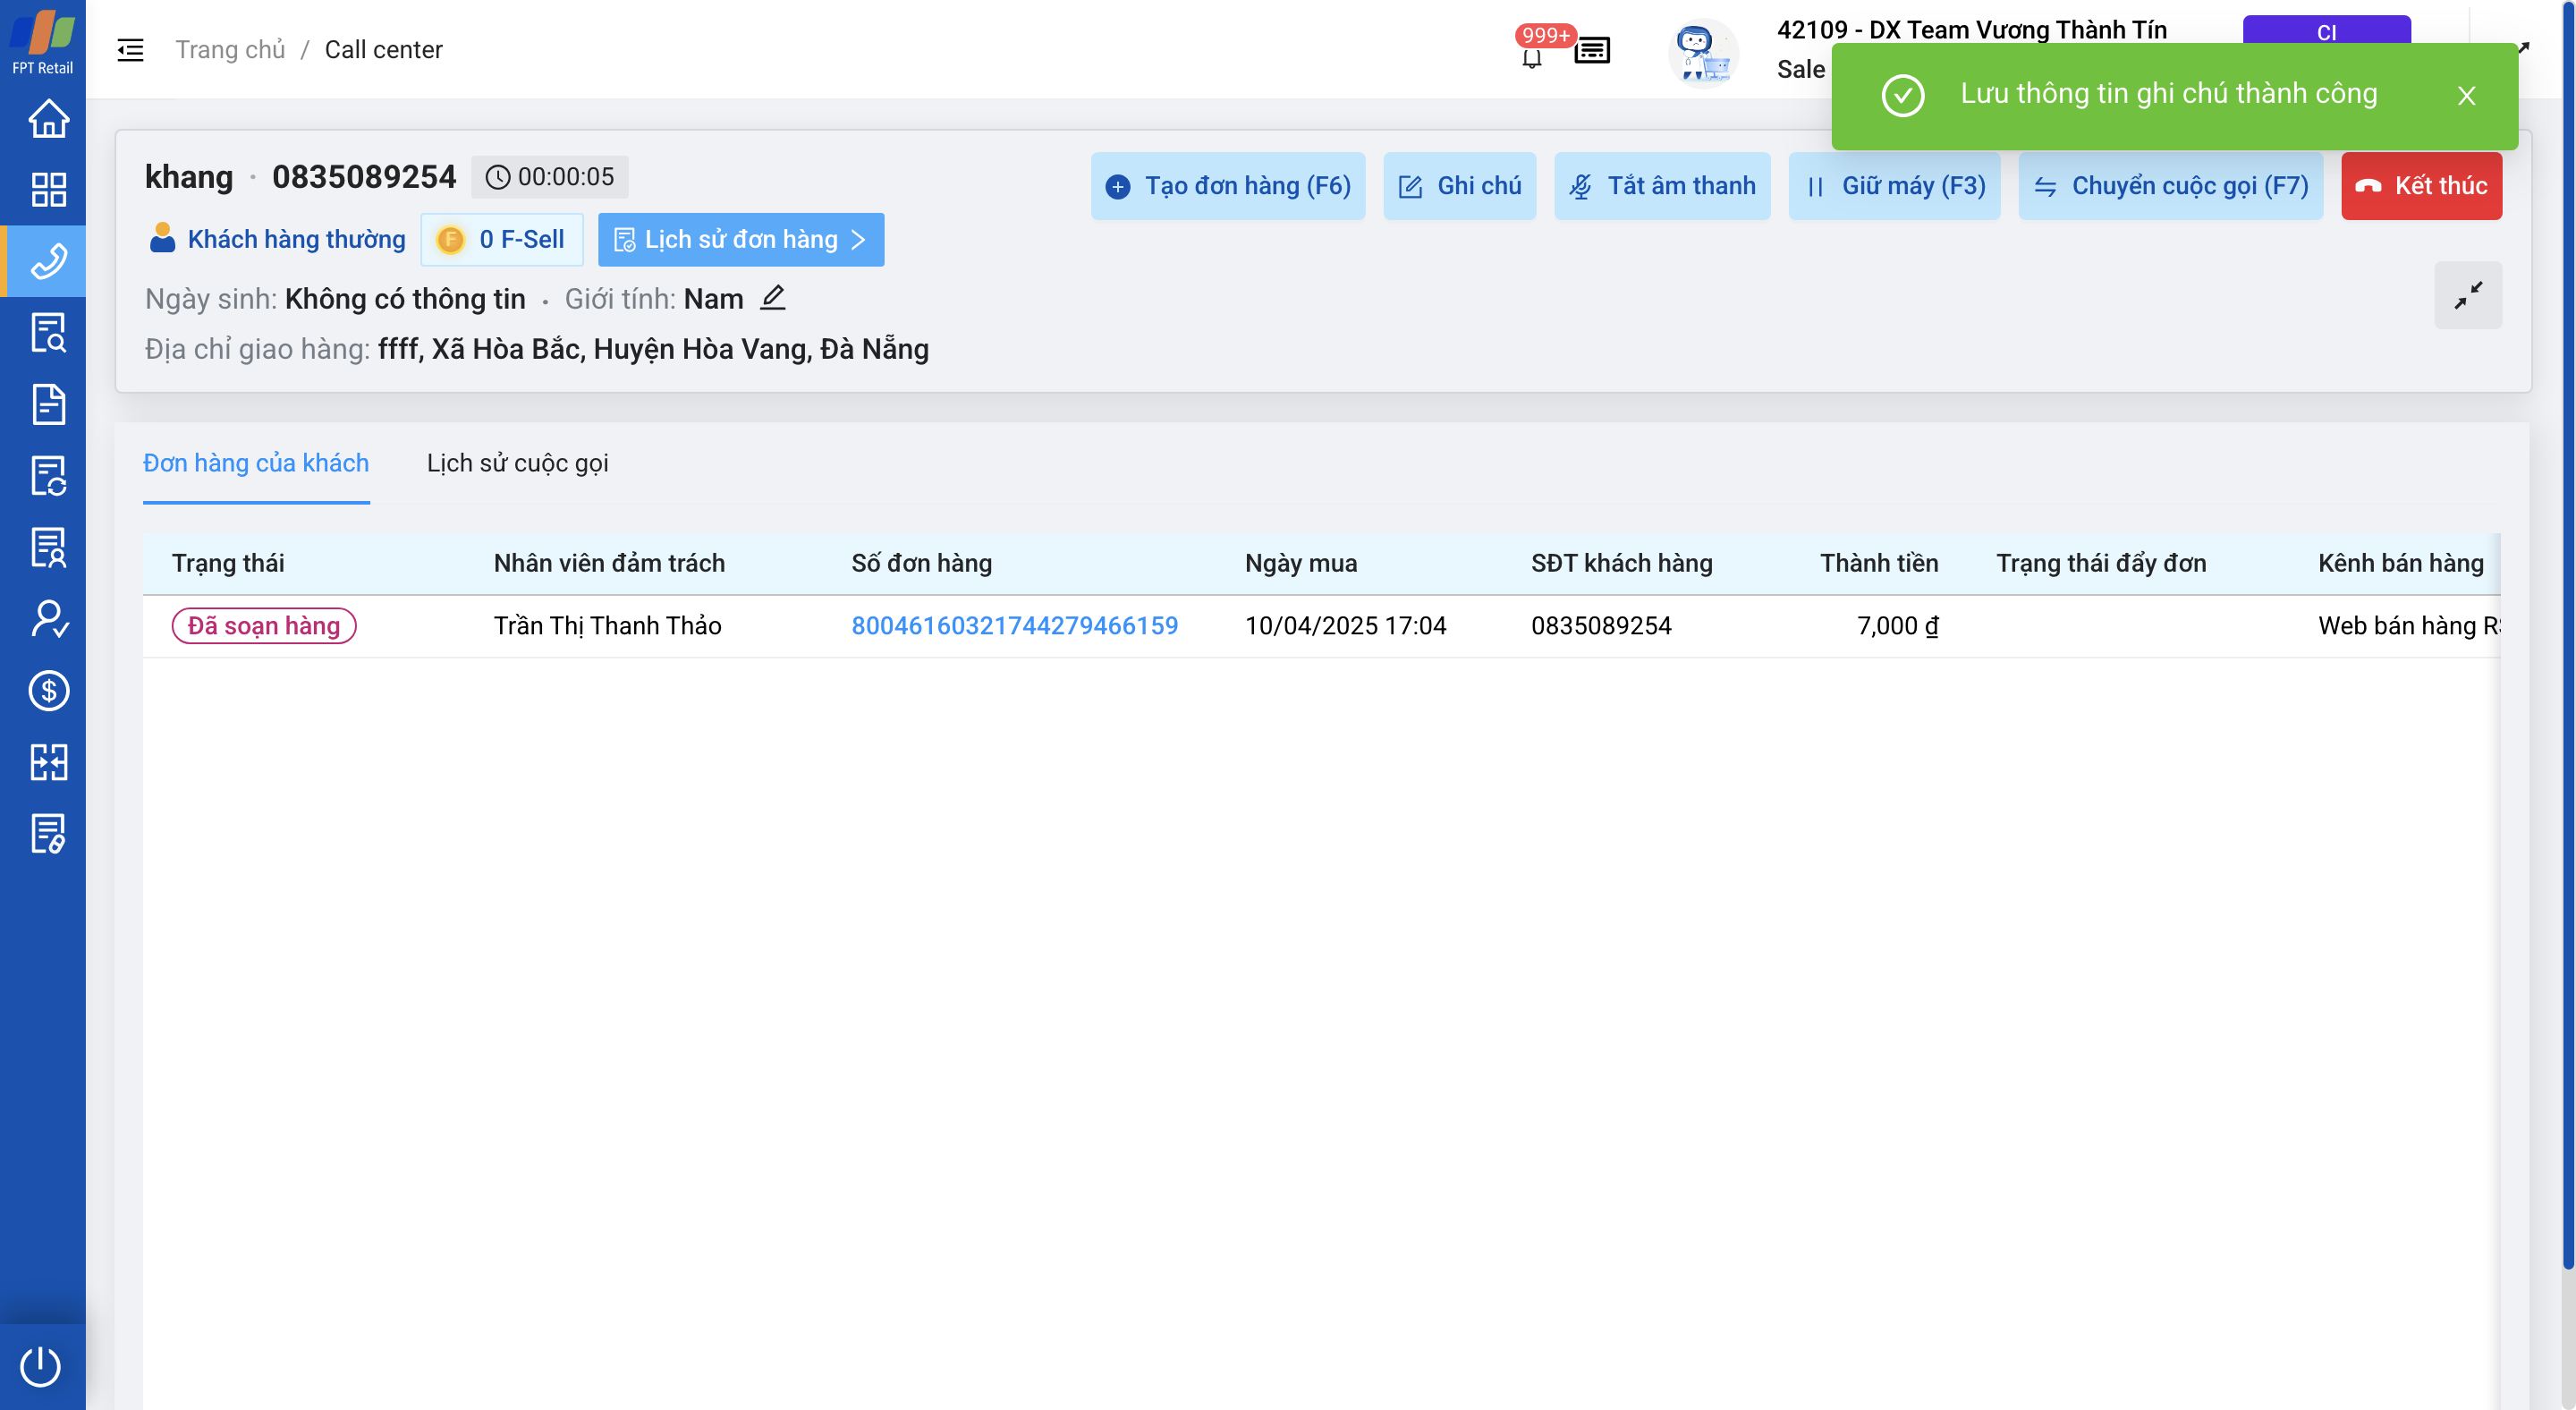 FPT Retail
Trang chủ / Call center
999+
42109 - DX Team Vương Thành Tín
Sale
CI
Lưu thông tin ghi chú thành công
khang · 0835089254 00:00:05
Tạo đơn hàng (F6) Ghi chú Tắt âm thanh Giữ máy (F3) Chuyển cuộc gọi (F7) Kết thúc
Khách hàng thường 0 F-Sell Lịch sử đơn hàng
Ngày sinh: Không có thông tin · Giới tính: Nam
Địa chỉ giao hàng: ffff, Xã Hòa Bắc, Huyện Hòa Vang, Đà Nẵng
Đơn hàng của khách Lịch sử cuộc gọi
Trạng thái Nhân viên đảm trách Số đơn hàng Ngày mua SĐT khách hàng Thành tiền Trạng thái đẩy đơn Kênh bán hàng
Đã soạn hàng Trần Thị Thanh Thảo 80046160321744279466159 10/04/2025 17:04 0835089254 7,000 ₫ Web bán hàng